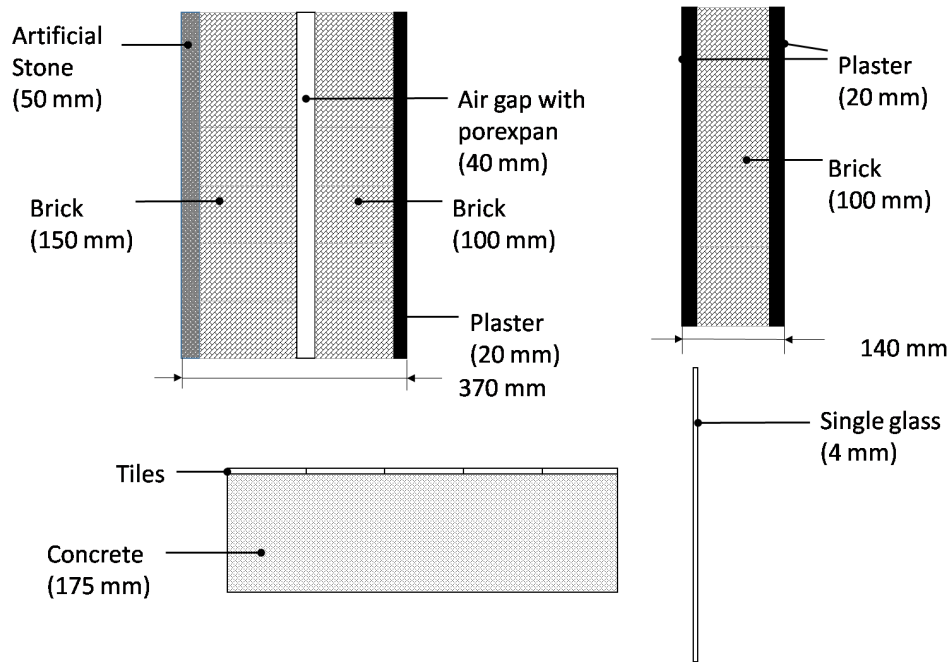 Artificial
Stone
(50 mm)
Brick
(150 mm)
Air gap with
porexpan
(40 mm)
Brick
(100 mm)
Plaster
(20 mm)
370 mm
Plaster
(20 mm)
Brick
(100 mm)
140 mm
Tiles
Concrete
(175 mm)
Single glass
(4 mm)